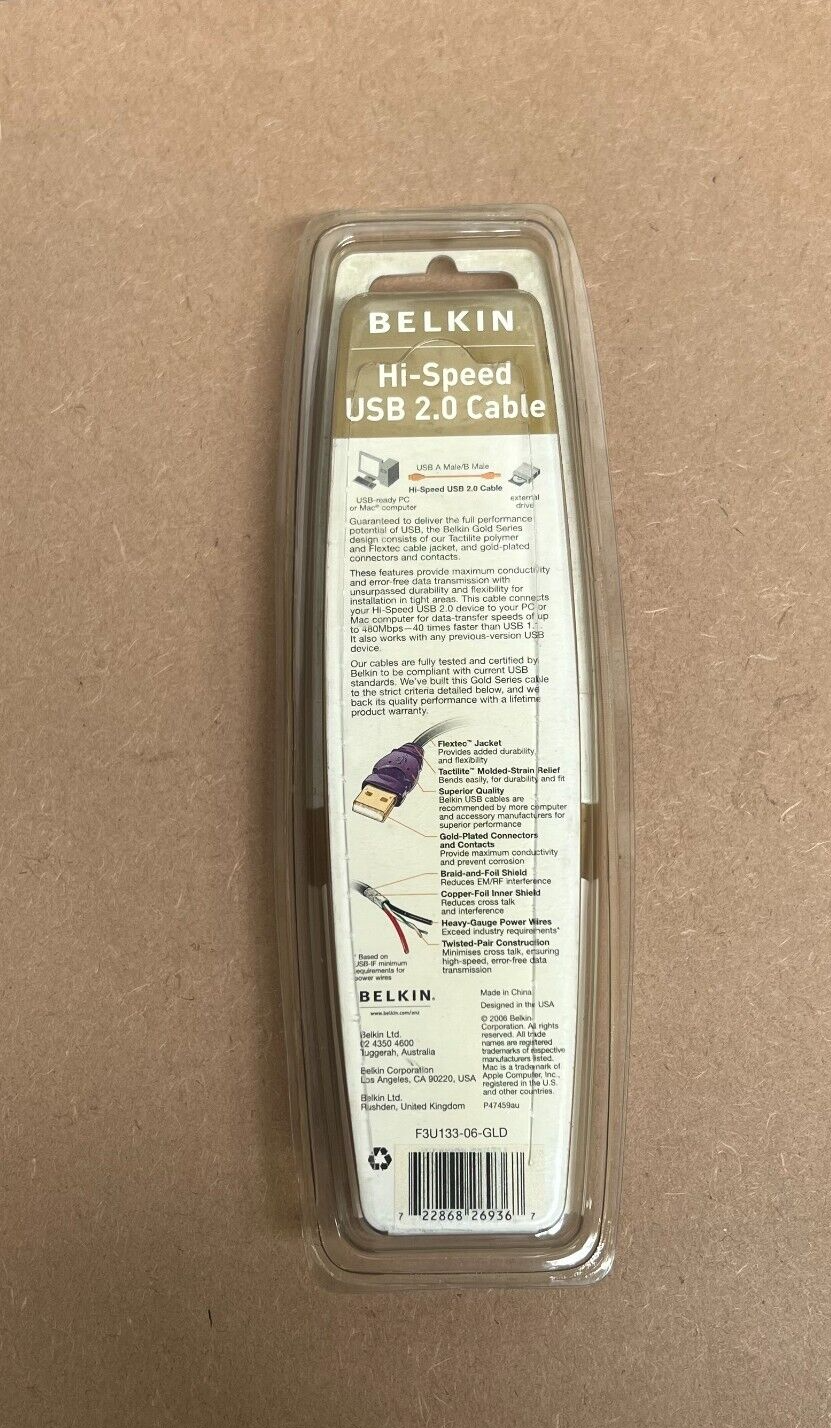 BELKIN
Hi-Speed
USB 2.0 Cable
USB A Male/B Male
Hi-Speed USB 2.0 Cable
USB-ready PC
or Mac® computer
external
drive
Guaranteed to deliver the full performance
potential of USB, the Belkin Gold Series
design consists of our Tactilite polymer
and Flextec cable jacket, and gold-plated
connectors and contacts.
These features provide maximum conductivity
and error-free data transmission with
unsurpassed durability and flexibility for
installation in tight areas. This cable connects
your Hi-Speed USB 2.0 device to your PC or
Mac computer for data-transfer speeds of up
to 480Mbps—40 times faster than USB 1.1.
It also works with any previous-version USB
device.
Our cables are fully tested and certified by
Belkin to be compliant with current USB
standards. We've built this Gold Series cable
to the strict criteria detailed below, and we
back its quality performance with a lifetime
product warranty.
Flextec™ Jacket
Provides added durability
and flexibility
Tactilite™ Molded-Strain Relief
Bends easily, for durability and fit
Superior Quality
Belkin USB cables are
recommended by more computer
and accessory manufacturers for
superior performance
Gold-Plated Connectors
and Contacts
Provide maximum conductivity
and prevent corrosion
Braid-and-Foil Shield
Reduces EM/RF interference
Copper-Foil Inner Shield
Reduces cross talk
and interference
Heavy-Gauge Power Wires
Exceed industry requirements*
Twisted-Pair Construction
Minimises cross talk, ensuring
high-speed, error-free data
transmission
* Based on
USB-IF minimum
requirements for
power wires
BELKIN.
www.belkin.com/anz
Belkin Ltd.
02 4350 4600
Tuggerah, Australia
Belkin Corporation
Los Angeles, CA 90220, USA
Belkin Ltd.
Rushden, United Kingdom
Made in China
Designed in the USA
© 2006 Belkin
Corporation. All rights
reserved. All trade
names are registered
trademarks of respective
manufacturers listed.
Mac is a trademark of
Apple Computer, Inc.,
registered in the U.S.
and other countries.
P47459au
F3U133-06-GLD
7 22868 26936 7